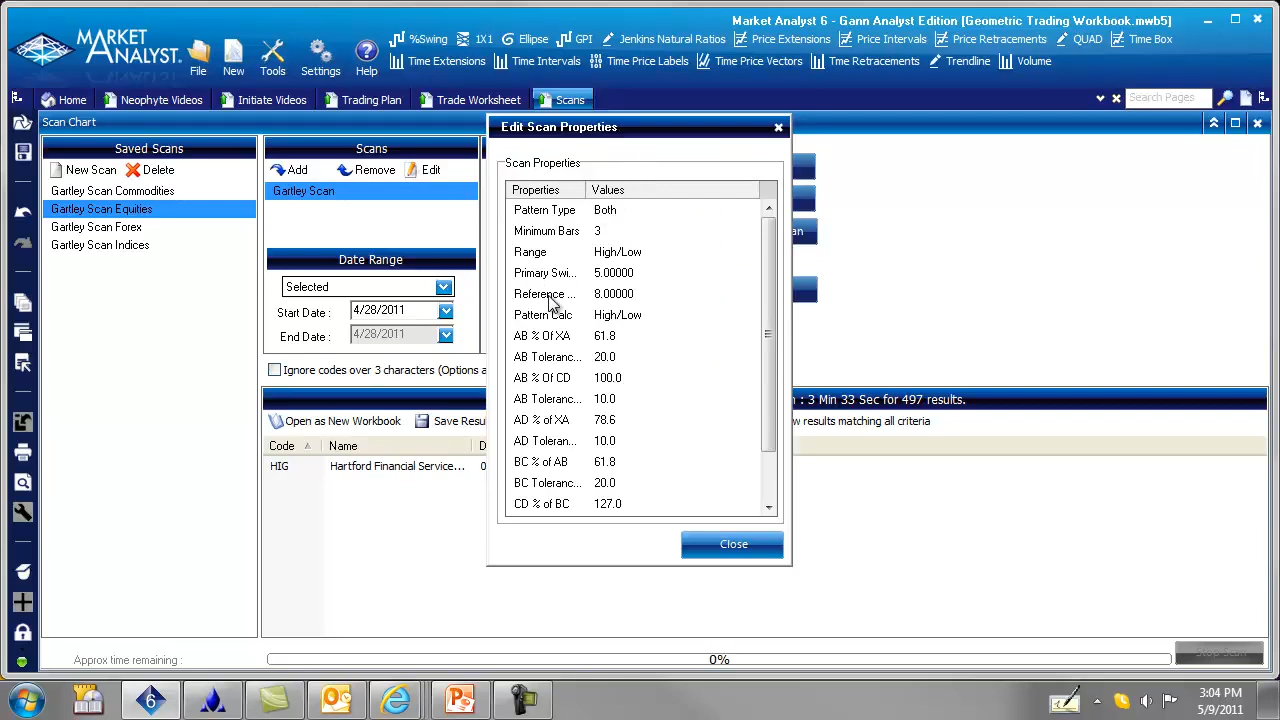 Market Analyst 6 - Gann Analyst Edition [Geometric Trading Workbook.mwb5]
MARKET ANALYST.
File New Tools Settings Help
%Swing 1X1 Ellipse GPI Jenkins Natural Ratios Price Extensions Price Intervals Price Retracements QUAD Time Box
Time Extensions Time Intervals Time Price Labels Time Price Vectors Time Retracements Trendline Volume
Home Neophyte Videos Initiate Videos Trading Plan Trade Worksheet Scans Search Pages
Scan Chart
Saved Scans
New Scan Delete
Gartley Scan Commodities
Gartley Scan Equities
Gartley Scan Forex
Gartley Scan Indices
Scans
Add Remove Edit
Gartley Scan
Date Range
Selected
Start Date : 4/28/2011
End Date : 4/28/2011
Ignore codes over 3 characters (Options a
Edit Scan Properties
Scan Properties
Properties Values
Pattern Type Both
Minimum Bars 3
Range High/Low
Primary Swi... 5.00000
Reference ... 8.00000
Pattern Calc High/Low
AB % Of XA 61.8
AB Toleranc... 20.0
AB % Of CD 100.0
AB Toleranc... 10.0
AD % of XA 78.6
AD Toleran... 10.0
BC % of AB 61.8
BC Toleranc... 20.0
CD % of BC 127.0
Close
an
: 3 Min 33 Sec for 497 results.
Open as New Workbook Save Resu
w results matching all criteria
Code Name D
HIG Hartford Financial Service... 0
Approx time remaining : 0% Stop Scan
6
3:04 PM
5/9/2011